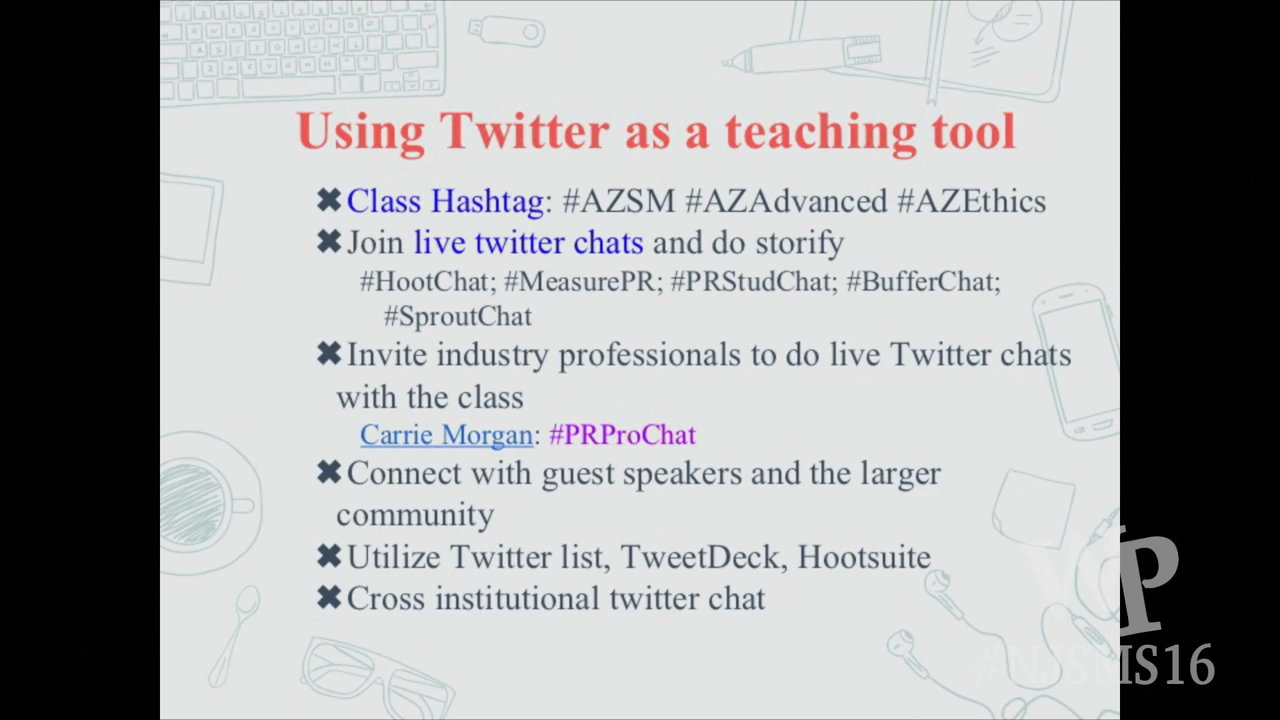 Using Twitter as a teaching tool
✖Class Hashtag: #AZSM #AZAdvanced #AZEthics
✖Join live twitter chats and do storify
#HootChat; #MeasurePR; #PRStudChat; #BufferChat;
#SproutChat
✖Invite industry professionals to do live Twitter chats
with the class
Carrie Morgan: #PRProChat
✖Connect with guest speakers and the larger
community
✖Utilize Twitter list, TweetDeck, Hootsuite
✖Cross institutional twitter chat
#NJSMS16